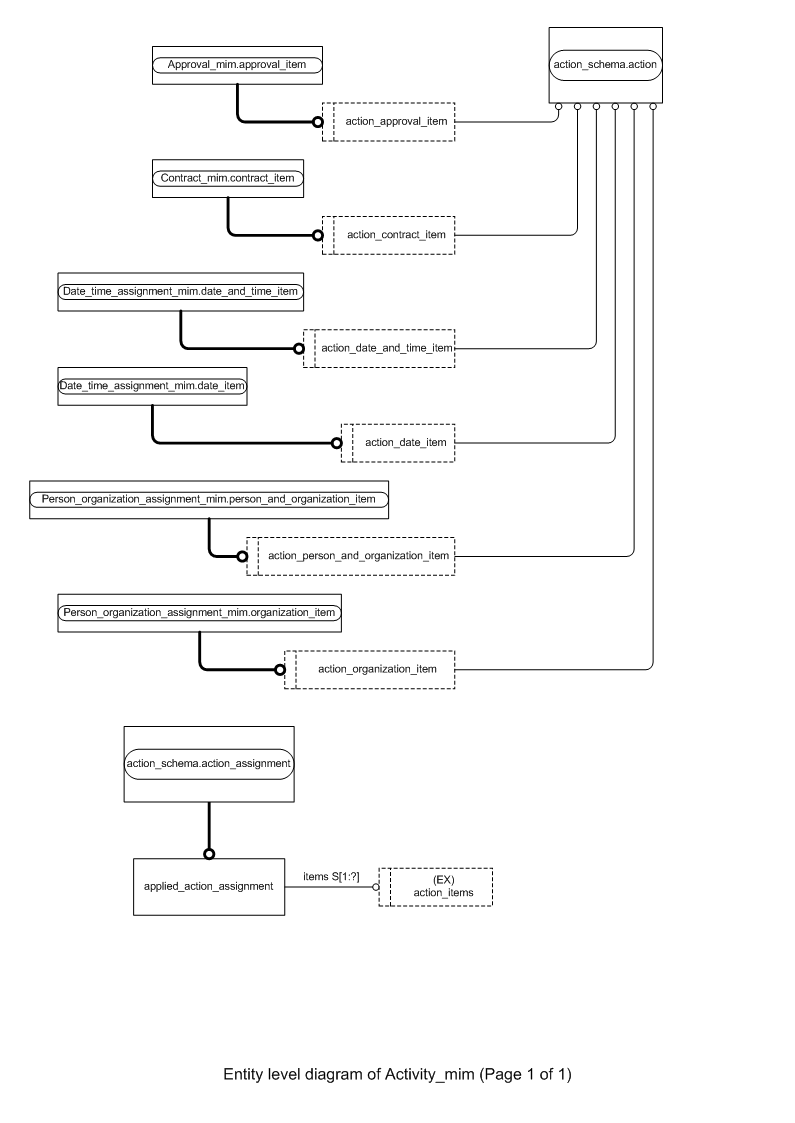 Approval_mim.approval_item
action_schema.action
action_approval_item
Contract_mim.contract_item
action_contract_item
Date_time_assignment_mim.date_and_time_item
action_date_and_time_item
Date_time_assignment_mim.date_item
action_date_item
Person_organization_assignment_mim.person_and_organization_item
action_person_and_organization_item
Person_organization_assignment_mim.organization_item
action_organization_item
action_schema.action_assignment
applied_action_assignment
items S[1:?]
(EX)
action_items
Entity level diagram of Activity_mim (Page 1 of 1)